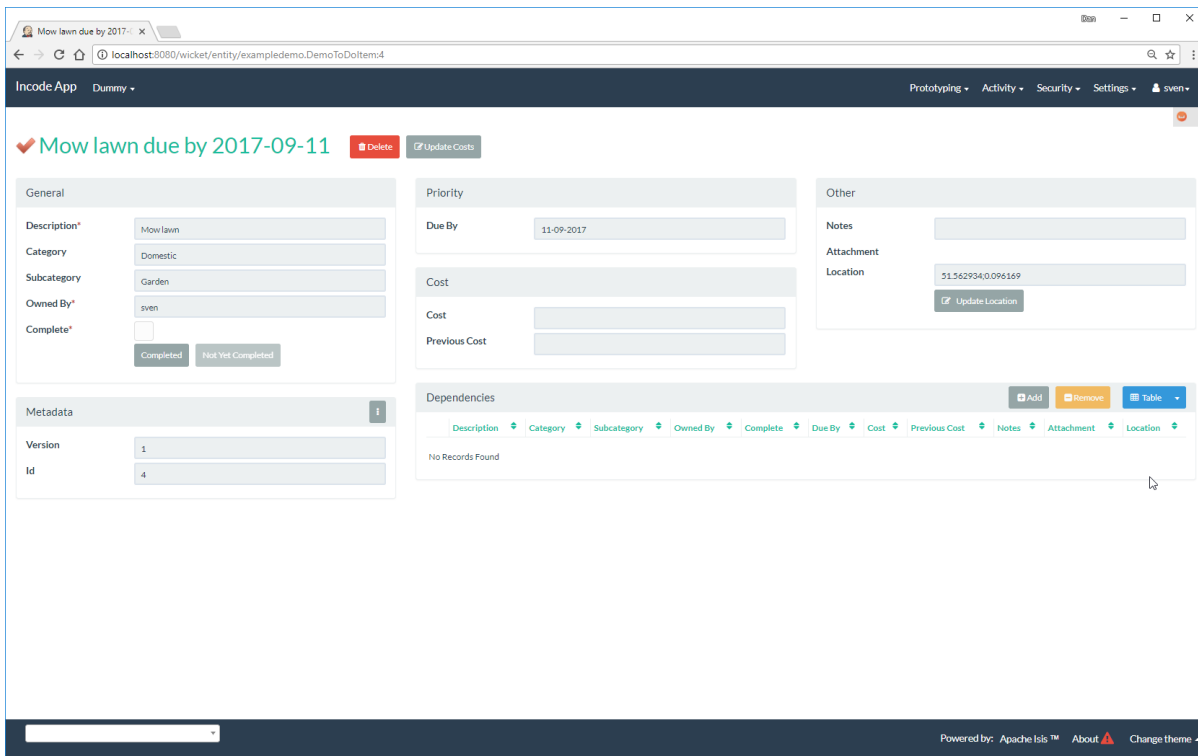 Mow lawn due by 2017-0
Dan
localhost:8080/wicket/entity/exampledemo.DemoToDoItem:4
Incode App Dummy Prototyping Activity Security Settings sven
Mow lawn due by 2017-09-11 Delete Update Costs
General
Description* Mow lawn
Category Domestic
Subcategory Garden
Owned By* sven
Complete*
Completed Not Yet Completed
Metadata
Version 1
Id 4
Priority
Due By 11-09-2017
Cost
Cost
Previous Cost
Other
Notes
Attachment
Location 51.562934;0.096169
Update Location
Dependencies Add Remove Table
Description Category Subcategory Owned By Complete Due By Cost Previous Cost Notes Attachment Location
No Records Found
Powered by: Apache Isis ™ About Change theme